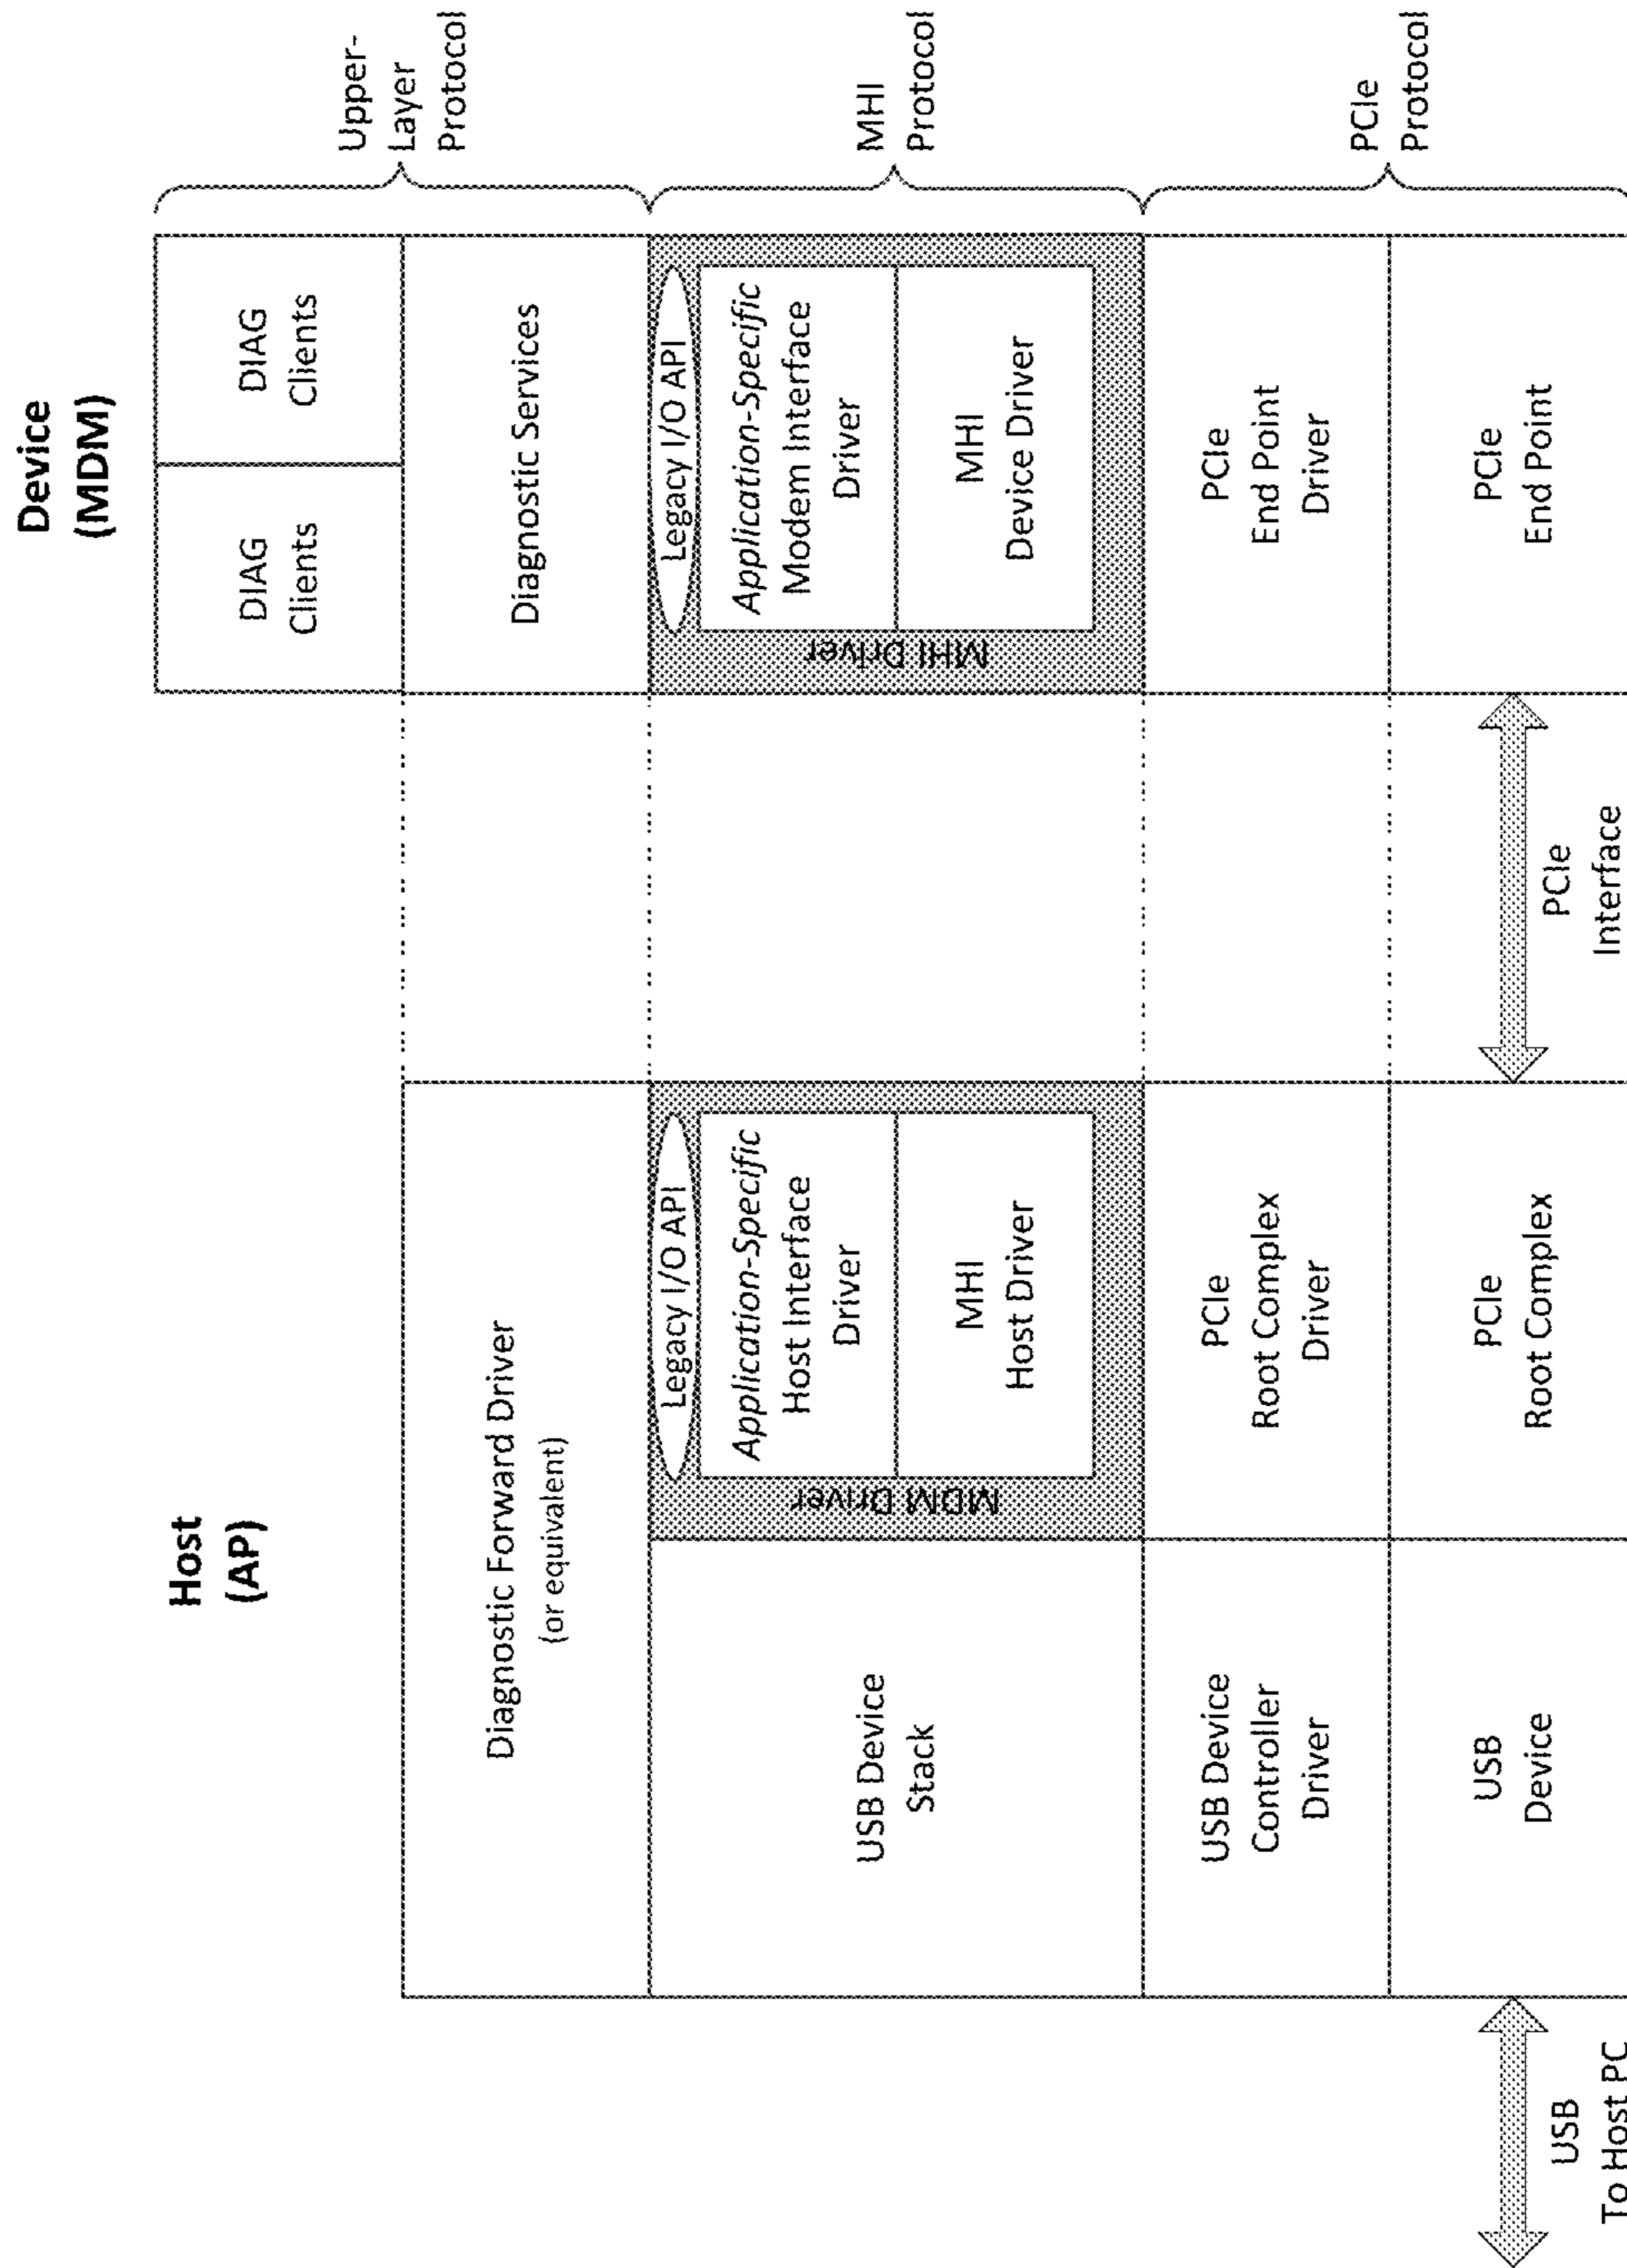 Host
(AP)
Device
(MDM)
Diagnostic Forward Driver
(or equivalent)
USB Device
Stack
USB Device
Controller
Driver
USB
Device
MDM Driver
Legacy I/O API
Application-Specific
Host Interface
Driver
MHI
Host Driver
PCIe
Root Complex
Driver
PCIe
Root Complex
DIAG
Clients
DIAG
Clients
Diagnostic Services
MHI Driver
Legacy I/O API
Application-Specific
Modem Interface
Driver
MHI
Device Driver
PCIe
End Point
Driver
PCIe
End Point
Upper-
Layer
Protocol
MHI
Protocol
PCIe
Protocol
USB
To Host PC
PCIe
Interface